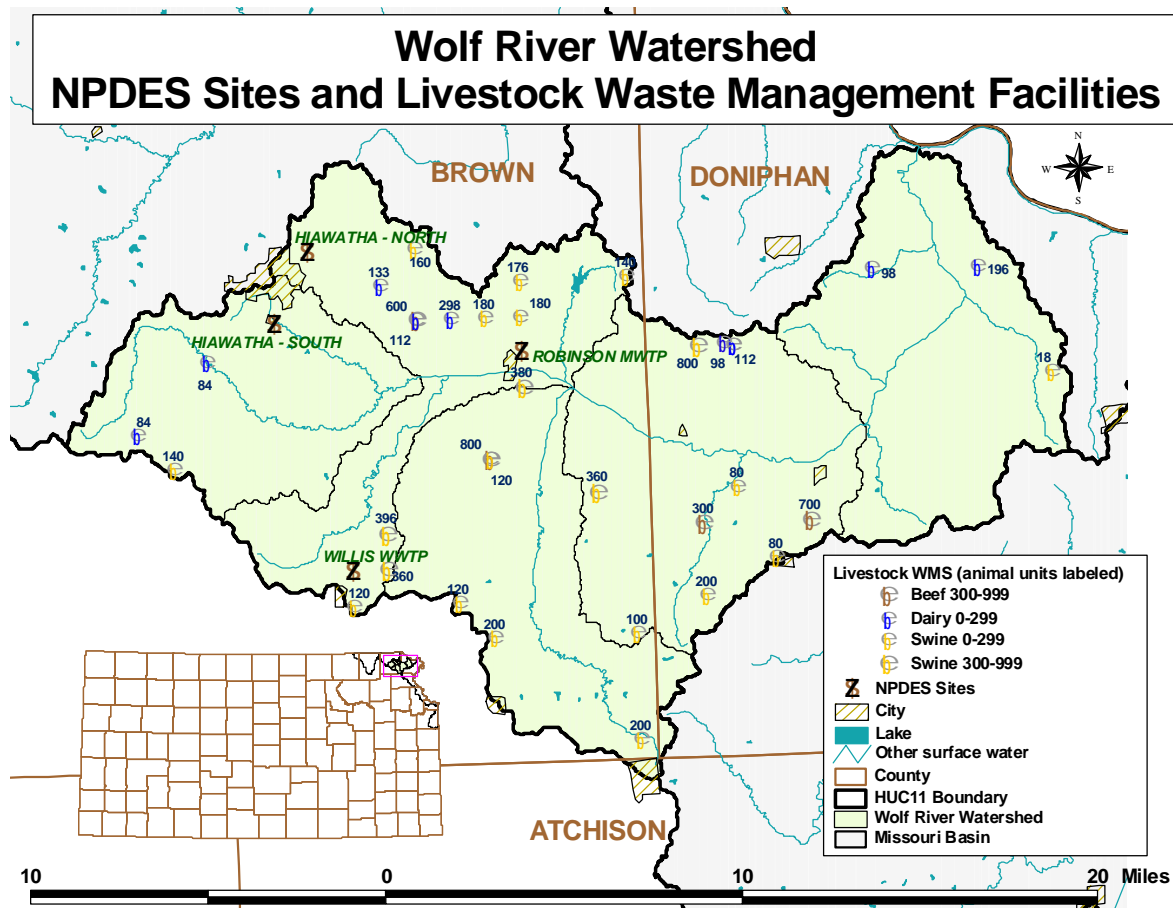 Wolf River Watershed
NPDES Sites and Livestock Waste Management Facilities
BROWN
DONIPHAN
N
W E
S
HIAWATHA - NORTH
160
176
140
98
196
133
600
298
180
180
112
HIAWATHA - SOUTH
ROBINSON MWTP
800
98
112
18
84
380
84
140
800
120
360
80
300
700
396
WILLIS WWTP
360
80
120
120
200
200
100
200
ATCHISON
Livestock WMS (animal units labeled)
Beef 300-999
Dairy 0-299
Swine 0-299
Swine 300-999
NPDES Sites
City
Lake
Other surface water
County
HUC11 Boundary
Wolf River Watershed
Missouri Basin
10 0 10 20 Miles